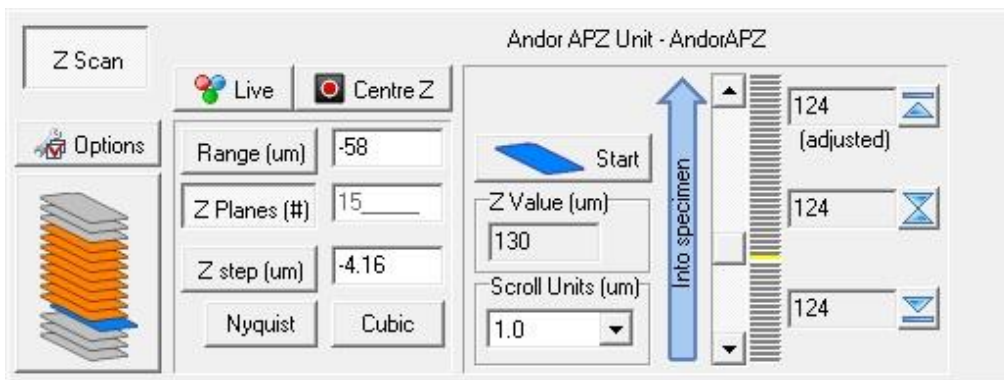 Andor APZ Unit - AndorAPZ
Z Scan
Live
Centre Z
Options
Range (um)
-58
Z Planes (#)
15_____
Z step (um)
-4.16
Nyquist
Cubic
Start
Z Value (um)
130
Scroll Units (um)
1.0
Into specimen
124
(adjusted)
124
124